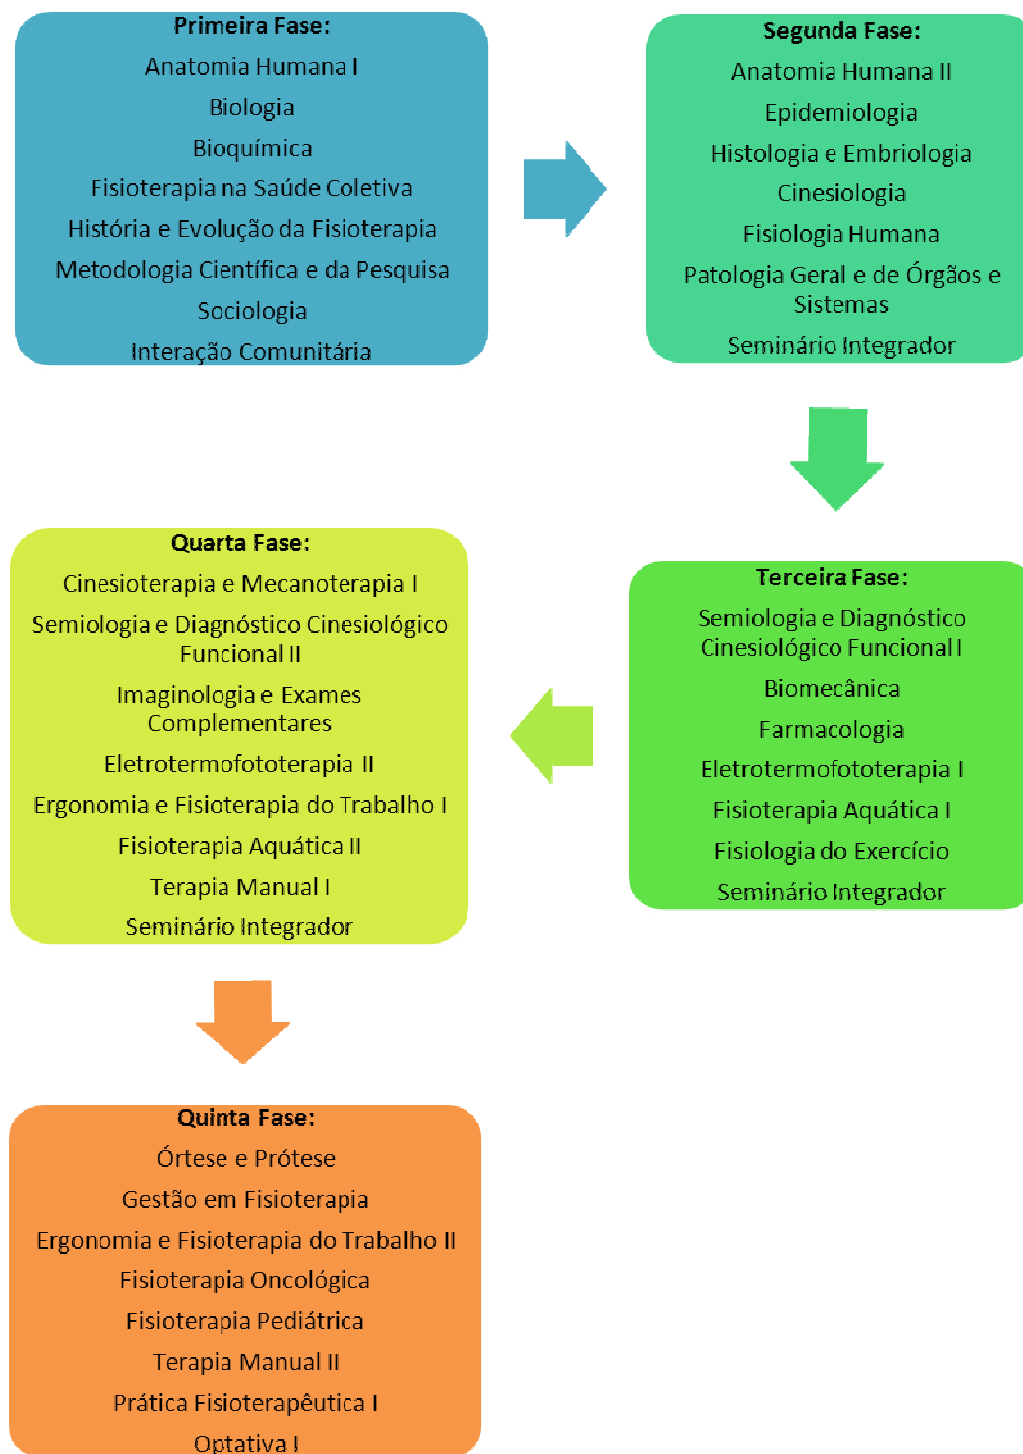 Primeira Fase:
Anatomia Humana I
Biologia
Bioquímica
Fisioterapia na Saúde Coletiva
História e Evolução da Fisioterapia
Metodologia Científica e da Pesquisa
Sociologia
Interação Comunitária
Segunda Fase:
Anatomia Humana II
Epidemiologia
Histologia e Embriologia
Cinesiologia
Fisiologia Humana
Patologia Geral e de Órgãos e
Sistemas
Seminário Integrador
Terceira Fase:
Semiologia e Diagnóstico
Cinesiológico Funcional I
Biomecânica
Farmacologia
Eletrotermofototerapia I
Fisioterapia Aquática I
Fisiologia do Exercício
Seminário Integrador
Quarta Fase:
Cinesioterapia e Mecanoterapia I
Semiologia e Diagnóstico Cinesiológico
Funcional II
Imaginologia e Exames
Complementares
Eletrotermofototerapia II
Ergonomia e Fisioterapia do Trabalho I
Fisioterapia Aquática II
Terapia Manual I
Seminário Integrador
Quinta Fase:
Órtese e Prótese
Gestão em Fisioterapia
Ergonomia e Fisioterapia do Trabalho II
Fisioterapia Oncológica
Fisioterapia Pediátrica
Terapia Manual II
Prática Fisioterapêutica I
Optativa I